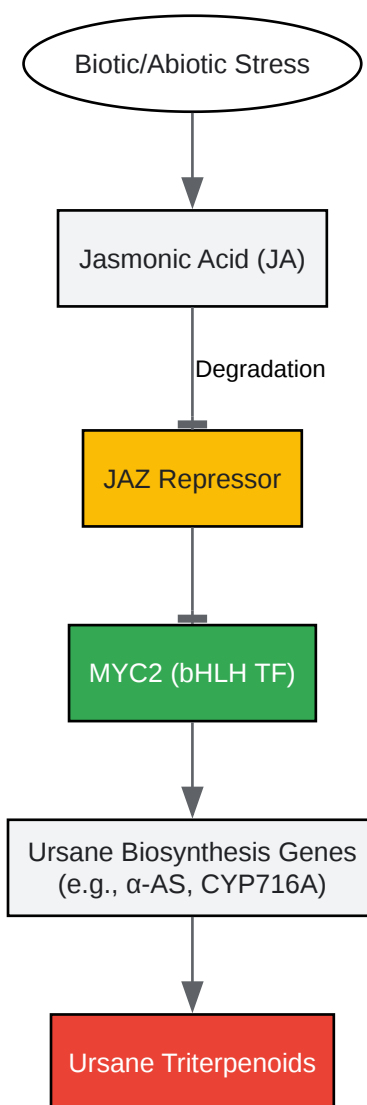 Biotic/Abiotic Stress
Jasmonic Acid (JA)
Degradation
JAZ Repressor
MYC2 (bHLH TF)
Ursane Biosynthesis Genes
(e.g., α-AS, CYP716A)
Ursane Triterpenoids